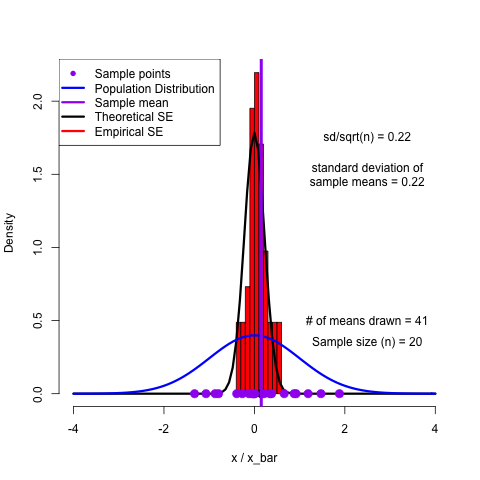 Sample points
Population Distribution
Sample mean
Theoretical SE
Empirical SE
sd/sqrt(n) = 0.22
standard deviation of
sample means = 0.22
# of means drawn = 41
Sample size (n) = 20
Density
0.0
0.5
1.0
1.5
2.0
-4
-2
0
2
4
x / x_bar